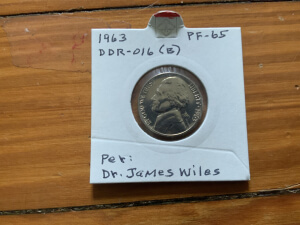 1963 PF-65
DDR-016 (B)
Per:
Dr. James Wiles